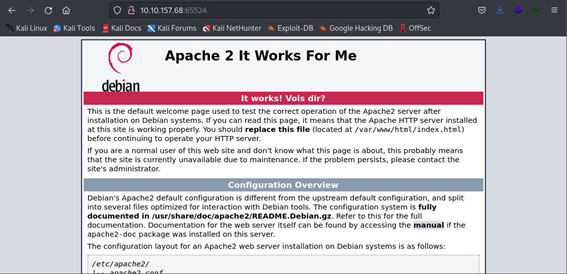 10.10.157.68:65524
Kali Linux Kali Tools Kali Docs Kali Forums Kali NetHunter Exploit-DB Google Hacking DB OffSec
debian
Apache 2 It Works For Me
It works! Vols dir?
This is the default welcome page used to test the correct operation of the Apache2 server after
installation on Debian systems. If you can read this page, it means that the Apache HTTP server installed
at this site is working properly. You should replace this file (located at /var/www/html/index.html)
before continuing to operate your HTTP server.
If you are a normal user of this web site and don't know what this page is about, this probably means
that the site is currently unavailable due to maintenance. If the problem persists, please contact the
site's administrator.
Configuration Overview
Debian's Apache2 default configuration is different from the upstream default configuration, and split
into several files optimized for interaction with Debian tools. The configuration system is fully
documented in /usr/share/doc/apache2/README.Debian.gz. Refer to this for the full
documentation. Documentation for the web server itself can be found by accessing the manual if the
apache2-doc package was installed on this server.
The configuration layout for an Apache2 web server installation on Debian systems is as follows:
/etc/apache2/
|-- apache2.conf